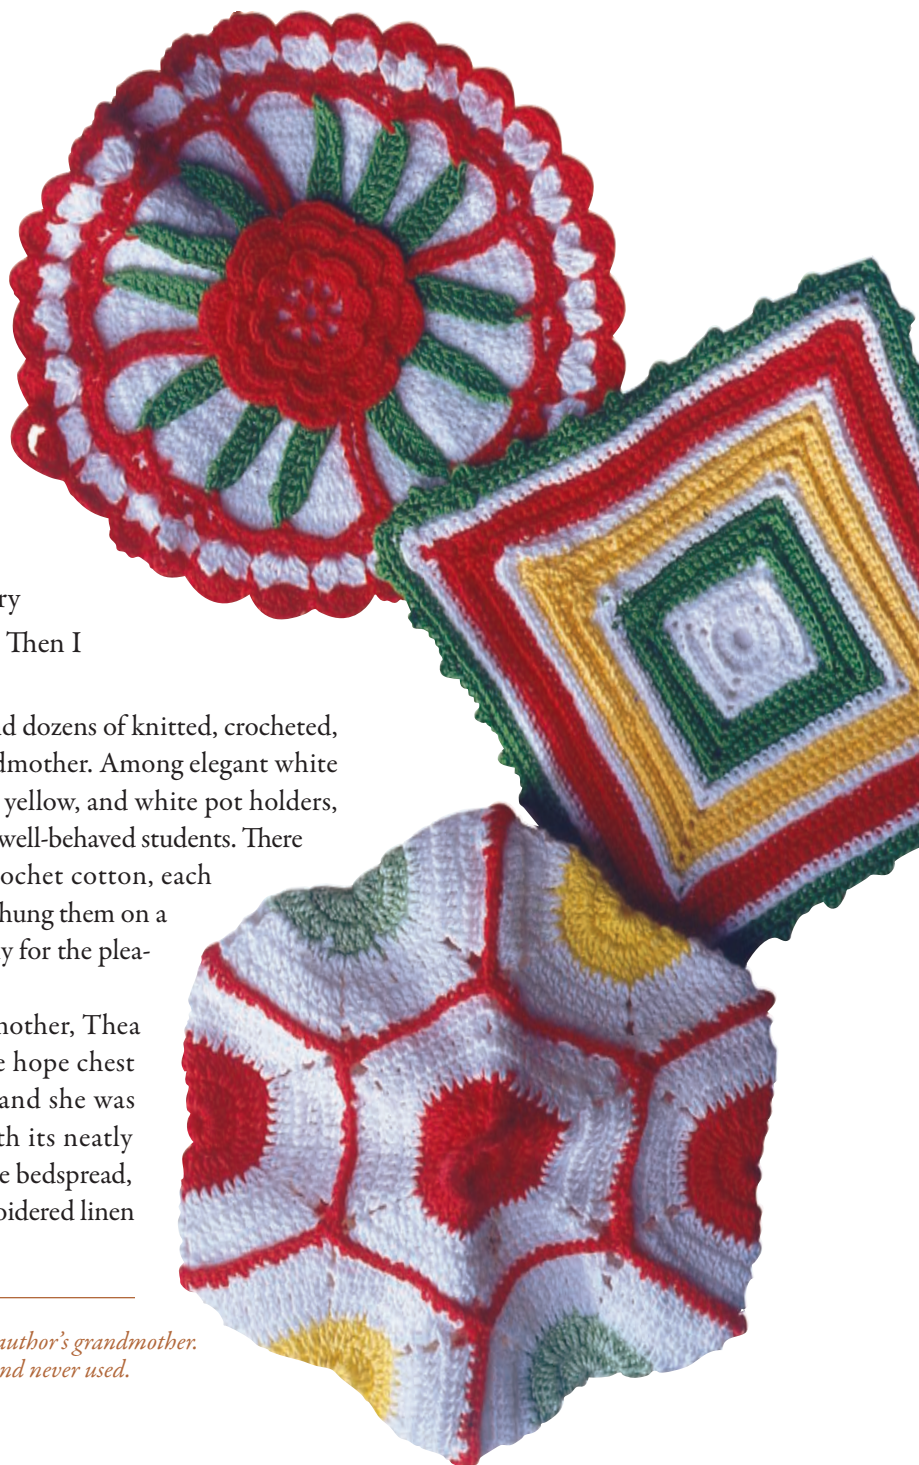 ry
Then I
d dozens of knitted, crocheted,
dmother. Among elegant white
yellow, and white pot holders,
well-behaved students. There
ochet cotton, each
hung them on a
y for the plea-
nother, Thea
e hope chest
and she was
th its neatly
e bedspread,
oidered linen
author’s grandmother.
nd never used.